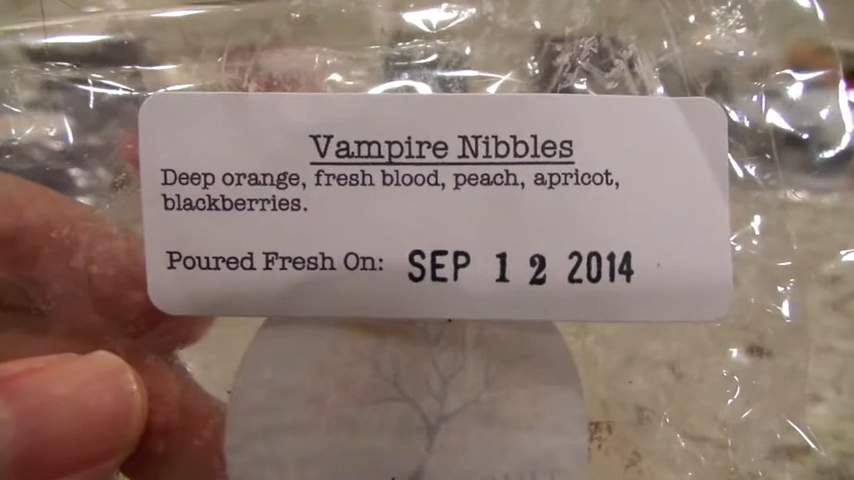 Vampire Nibbles
Deep orange, fresh blood, peach, apricot,
blackberries.
Poured Fresh On: SEP 12 2014